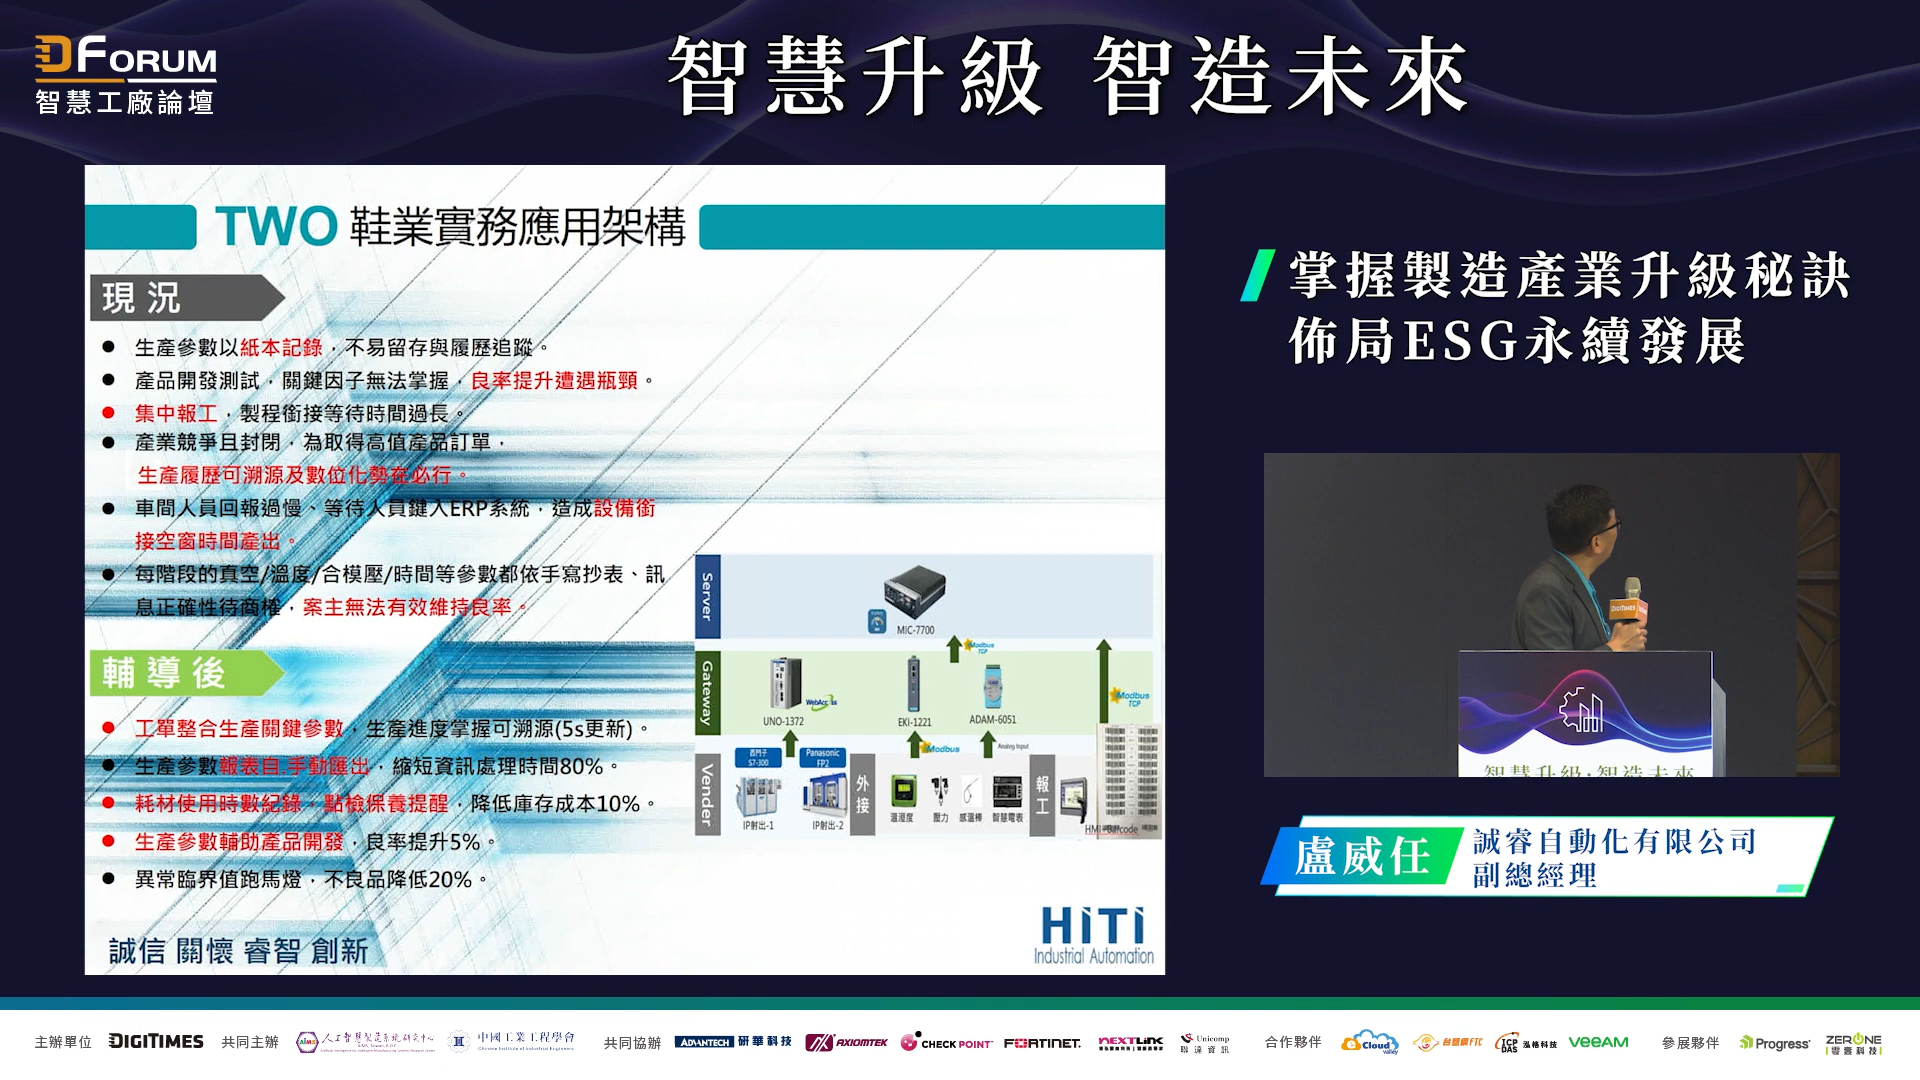 DFORUM
智慧工廠論壇
智慧升級 智造未來
TWO 鞋業實務應用架構
現況
生產參數以紙本記錄,不易留存與履歷追蹤。
產品開發測試,關鍵因子無法掌握,良率提升遭遇瓶頸。
集中報工,製程銜接等待時間過長。
產業競爭且封閉,為取得高值產品訂單,
生產履歷可溯源及數位化勢在必行。
車間人員回報過慢、等待人員鍵入ERP系統,造成設備銜
接空窗時間產出。
每階段的真空/溫度/合模壓/時間等參數都依手寫抄表、訊
息正確性待商榷,案主無法有效維持良率。
輔導後
工單整合生產關鍵參數,生產進度掌握可溯源(5s更新)。
生產參數報表自.手動匯出,縮短資訊處理時間80%。
耗材使用時數紀錄、點檢保養提醒,降低庫存成本10%。
生產參數輔助產品開發,良率提升5%。
異常臨界值跑馬燈,不良品降低20%。
誠信 關懷 睿智 創新
Server
MIC-7700
Modbus TCP
Gateway
UNO-1372
WebAccess
EKI-1221
ADAM-6051
Modbus TCP
Vender
西門子 S7-300
Panasonic FP2
Modbus
Analog Input
IP射出-1
IP射出-2
外接
溫溼度
壓力
感溫棒
智慧電表
報工
HMI+Barcode
HiTi
Industrial Automation
掌握製造產業升級秘訣
佈局ESG永續發展
DIGITIMES
智慧升級·智造未來
盧威任
誠睿自動化有限公司
副總經理
主辦單位 DIGITIMES 共同主辦 AIMS 人工智慧製造系統研究中心 中國工業工程學會 共同協辦 ADVANTECH 研華科技 AXIOMTEK CHECK POINT FORTINET NEXTLINK Unicomp 聯達資訊 合作夥伴 eCloud valley 台塑網FTC ICP DAS 泓格科技 VEEAM 參展夥伴 Progress ZERONE 零壹科技